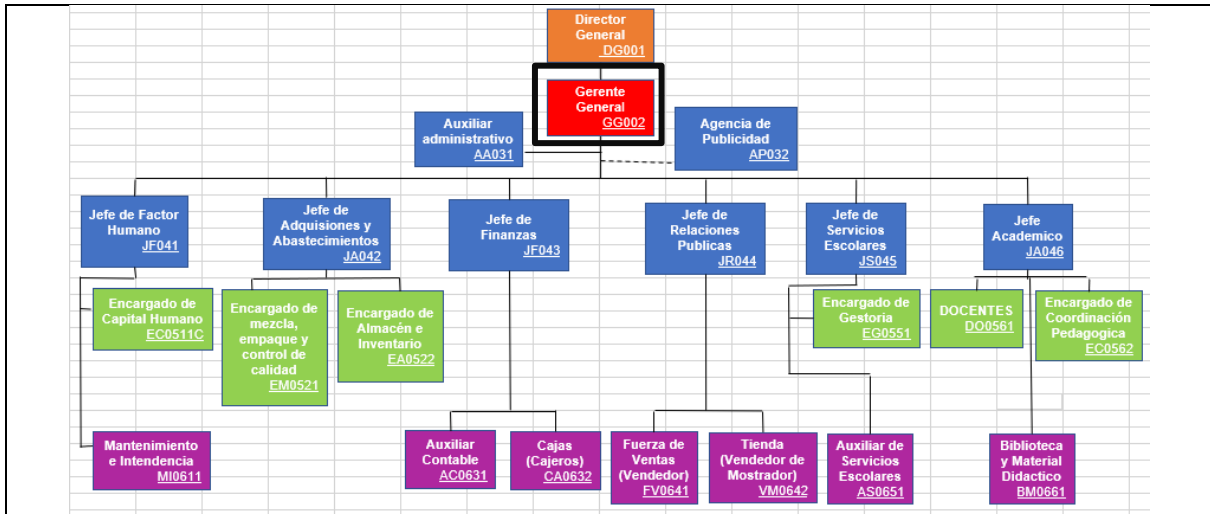 Director
General
DG001
Gerente
General
GG002
Auxiliar
administrativo
AA031
Agencia de
Publicidad
AP032
Jefe de Factor
Humano
JF041
Jefe de
Adquisiones y
Abastecimientos
JA042
Jefe de
Finanzas
JF043
Jefe de
Relaciones
Publicas
JR044
Jefe de
Servicios
Escolares
JS045
Jefe
Academico
JA046
Encargado de
Capital Humano
EC0511C
Encargado de
mezcla,
empaque y
control de
calidad
EM0521
Encargado de
Almacén e
Inventario
EA0522
Encargado de
Gestoria
EG0551
DOCENTES
DO0561
Encargado de
Coordinación
Pedagogica
EC0562
Mantenimiento
e Intendencia
MI0611
Auxiliar
Contable
AC0631
Cajas
(Cajeros)
CA0632
Fuerza de
Ventas
(Vendedor)
FV0641
Tienda
(Vendedor de
Mostrador)
VM0642
Auxiliar de
Servicios
Escolares
AS0651
Biblioteca
y Material
Didactico
BM0661